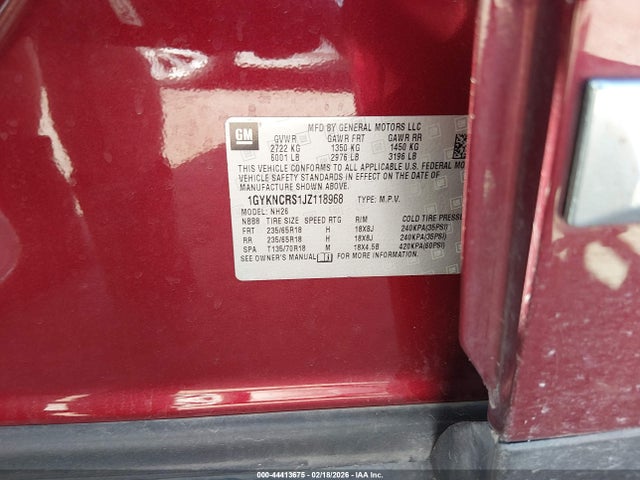 GM
MFD BY GENERAL MOTORS LLC
GVWR GAWR FRT GAWR RR
2722 KG 1350 KG 1450 KG
6001 LB 2976 LB 3196 LB
THIS VEHICLE CONFORMS TO ALL APPLICABLE U.S. FEDERAL MO
VEHICLE SAFETY STANDARDS IN EFFECT ON THE DATE OF
MANUFACTURE SHOWN ABOVE.
1GYKNCRS1JZ118968 TYPE: M.P.V.
MODEL: NH26
NBBB TIRE SIZE SPEED RTG RIM COLD TIRE PRESSU
FRT 235/65R18 H 18X8J 240KPA(35PSI)
RR 235/65R18 H 18X8J 240KPA(35PSI)
SPA T135/70R18 M 18X4.5B 420KPA(60PSI)
SEE OWNER'S MANUAL FOR MORE INFORMATION.
000-44413675 - 02/18/2026 - IAA Inc.